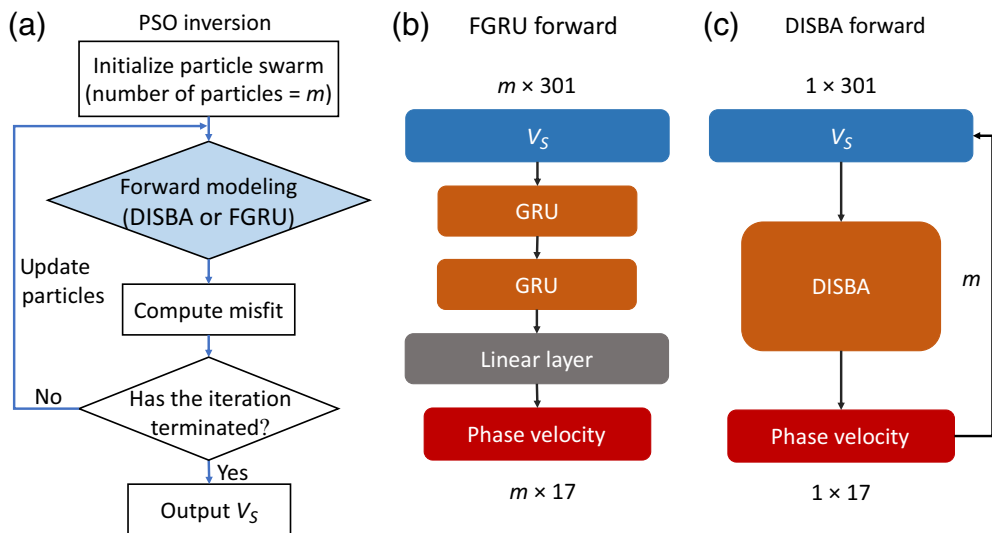 (a)
PSO inversion
Initialize particle swarm
(number of particles = m)
Forward modeling
(DISBA or FGRU)
Update
particles
Compute misfit
No
Has the iteration
terminated?
Yes
Output VS
(b)
FGRU forward
m × 301
VS
GRU
GRU
Linear layer
Phase velocity
m × 17
(c)
DISBA forward
1 × 301
VS
DISBA
m
Phase velocity
1 × 17